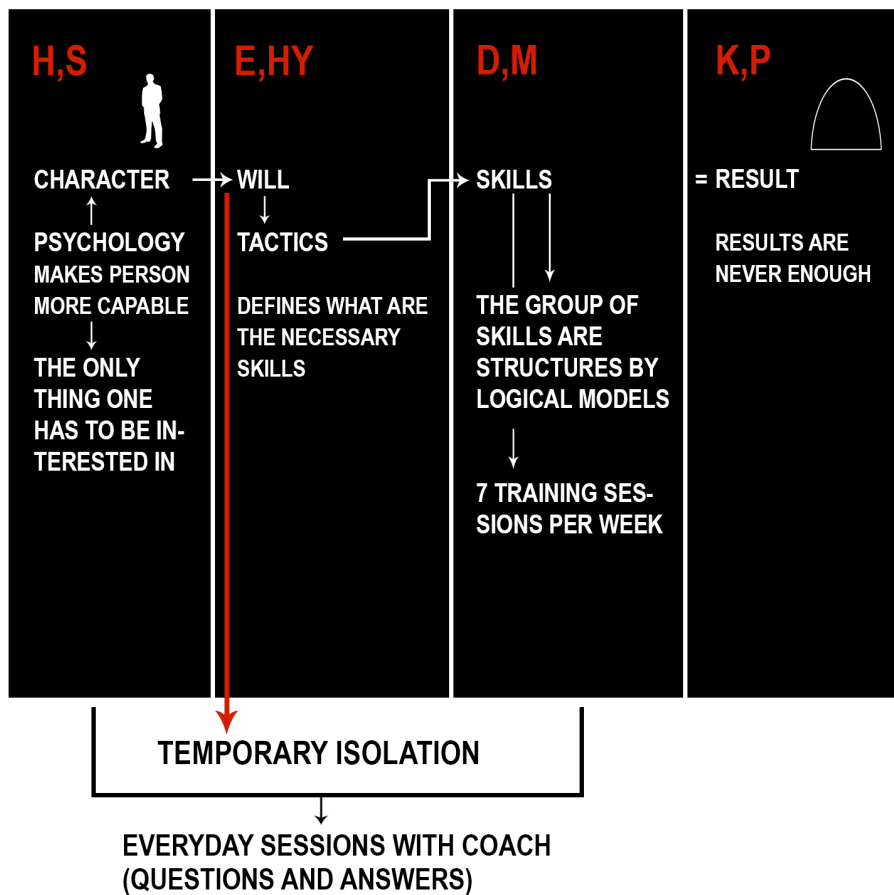 H,S
CHARACTER
PSYCHOLOGY
MAKES PERSON
MORE CAPABLE
THE ONLY
THING ONE
HAS TO BE IN-
TERESTED IN
E,HY
WILL
TACTICS
DEFINES WHAT ARE
THE NECESSARY
SKILLS
D,M
SKILLS
THE GROUP OF
SKILLS ARE
STRUCTURES BY
LOGICAL MODELS
7 TRAINING SES-
SIONS PER WEEK
K,P
= RESULT
RESULTS ARE
NEVER ENOUGH
TEMPORARY ISOLATION
EVERYDAY SESSIONS WITH COACH
(QUESTIONS AND ANSWERS)